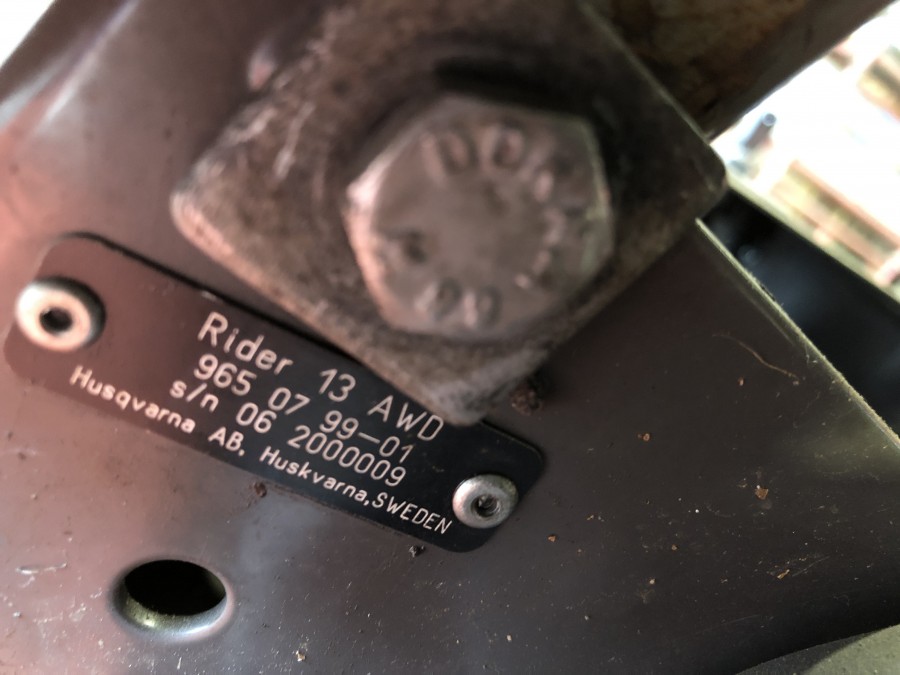 Rider 13 AWD
965 07 99-01
s/n 06 2000009
Husqvarna AB, Huskvarna, SWEDEN